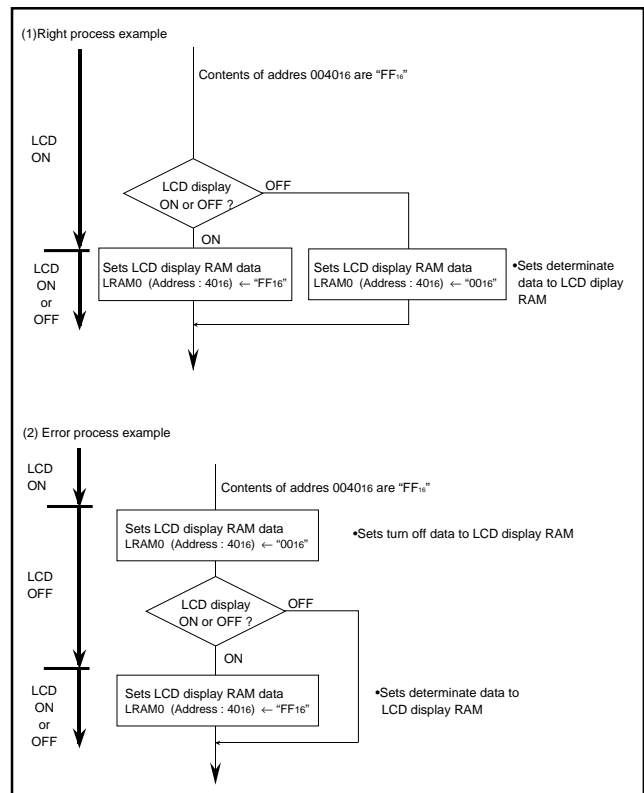 (1)Right process example
Contents of addres 004016 are “FF16”
LCD
ON
LCD display
ON or OFF ?
OFF
ON
LCD
ON
or
OFF
Sets LCD display RAM data
LRAM0 (Address : 4016) ← “FF16”
Sets LCD display RAM data
LRAM0 (Address : 4016) ← “0016”
•Sets determinate
data to LCD diplay
RAM
(2) Error process example
LCD
ON
Contents of addres 004016 are “FF16”
Sets LCD display RAM data
LRAM0 (Address : 4016) ← “0016”
•Sets turn off data to LCD display RAM
LCD
OFF
LCD display
ON or OFF ?
OFF
ON
LCD
ON
or
OFF
Sets LCD display RAM data
LRAM0 (Address : 4016) ← “FF16”
•Sets determinate data to
LCD display RAM